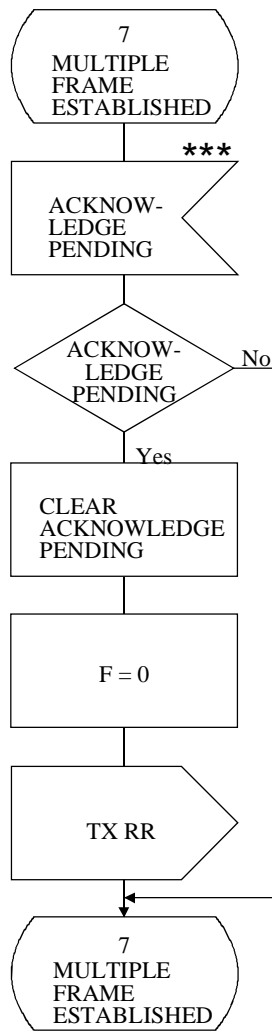 7
MULTIPLE
FRAME
ESTABLISHED
***
ACKNOW-
LEDGE
PENDING
ACKNOW-
LEDGE
PENDING
No
Yes
CLEAR
ACKNOWLEDGE
PENDING
F = 0
TX RR
7
MULTIPLE
FRAME
ESTABLISHED